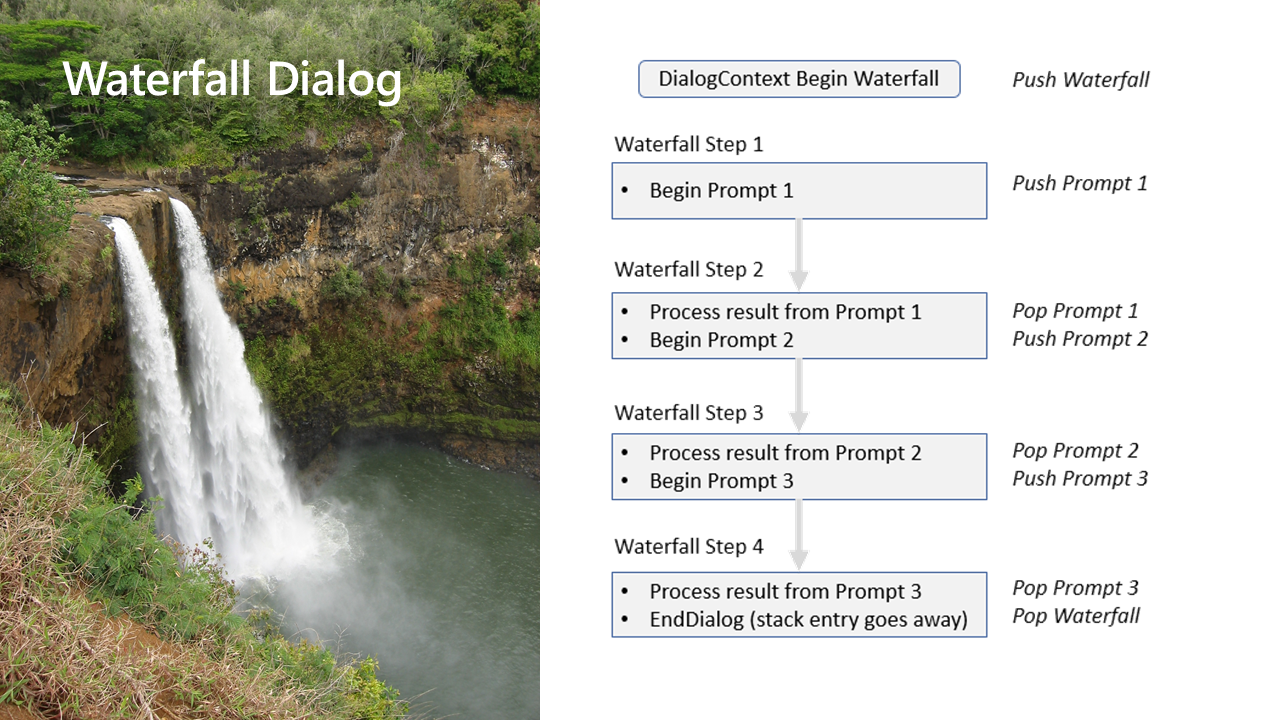 Waterfall Dialog
DialogContext Begin Waterfall
Push Waterfall
Waterfall Step 1
• Begin Prompt 1
Push Prompt 1
Waterfall Step 2
• Process result from Prompt 1
• Begin Prompt 2
Pop Prompt 1
Push Prompt 2
Waterfall Step 3
• Process result from Prompt 2
• Begin Prompt 3
Pop Prompt 2
Push Prompt 3
Waterfall Step 4
• Process result from Prompt 3
• EndDialog (stack entry goes away)
Pop Prompt 3
Pop Waterfall